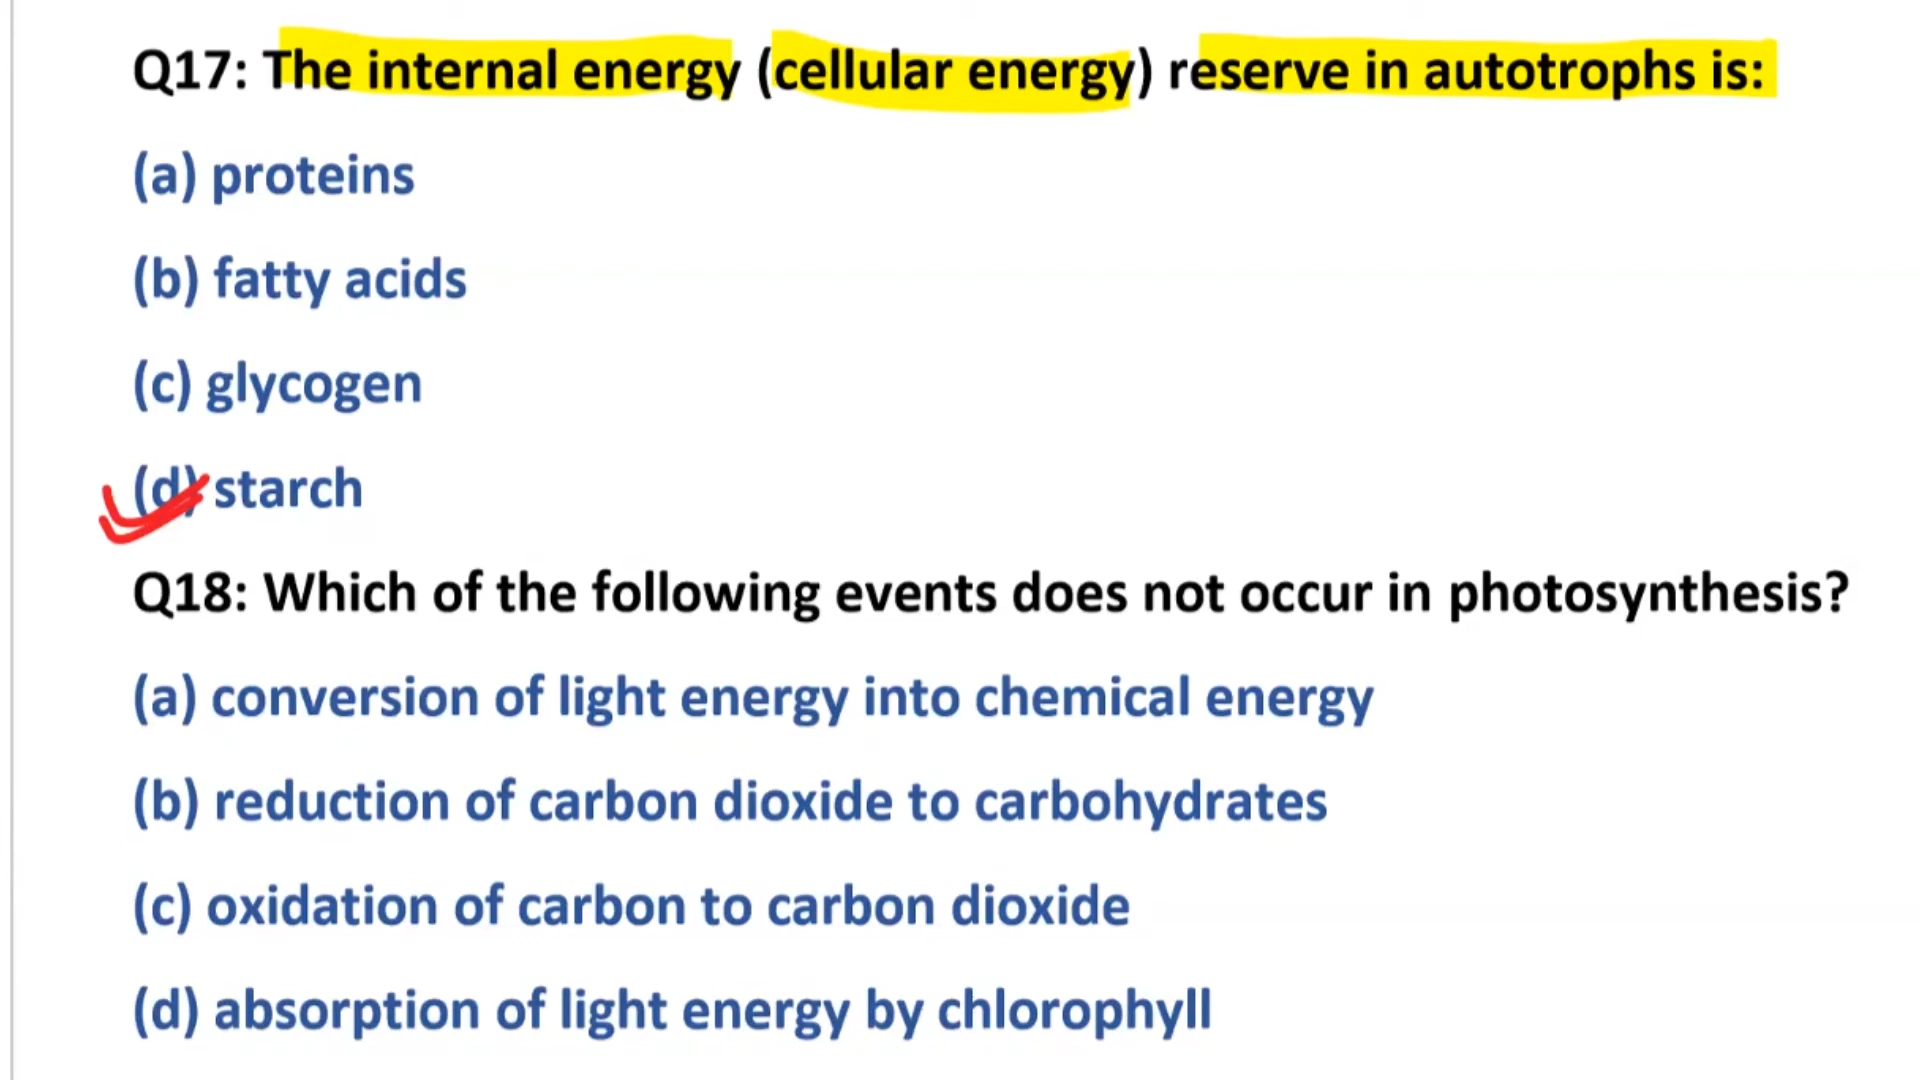 Q17: The internal energy (cellular energy) reserve in autotrophs is:
(a) proteins
(b) fatty acids
(c) glycogen
(d) starch
Q18: Which of the following events does not occur in photosynthesis?
(a) conversion of light energy into chemical energy
(b) reduction of carbon dioxide to carbohydrates
(c) oxidation of carbon to carbon dioxide
(d) absorption of light energy by chlorophyll